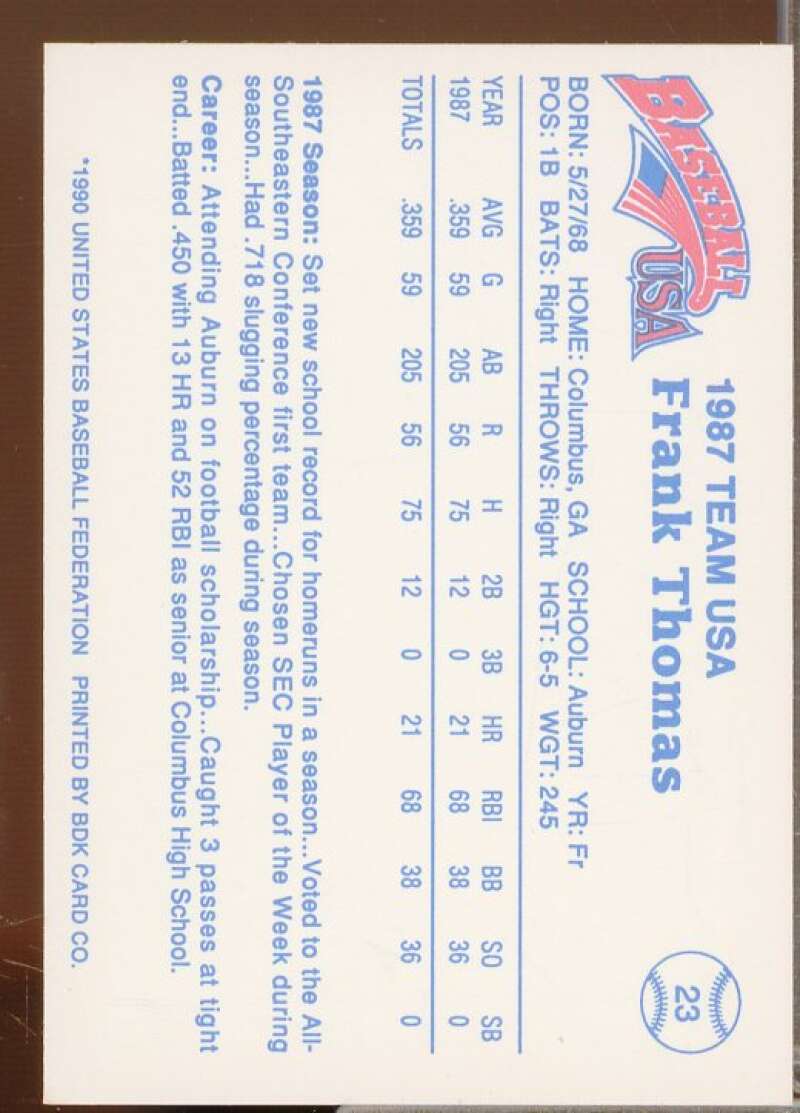 BASEBALL
USA
1987 TEAM USA
Frank Thomas
23
BORN: 5/27/68 HOME: Columbus, GA SCHOOL: Auburn YR: Fr
POS: 1B BATS: Right THROWS: Right HGT: 6-5 WGT: 245
YEAR AVG G AB R H 2B 3B HR RBI BB SO SB
1987 .359 59 205 56 75 12 0 21 68 38 36 0
TOTALS .359 59 205 56 75 12 0 21 68 38 36 0
1987 Season: Set new school record for homeruns in a season...Voted to the All-
Southeastern Conference first team...Chosen SEC Player of the Week during
season...Had .718 slugging percentage during season.
Career: Attending Auburn on football scholarship...Caught 3 passes at tight
end...Batted .450 with 13 HR and 52 RBI as senior at Columbus High School.
*1990 UNITED STATES BASEBALL FEDERATION PRINTED BY BDK CARD CO.